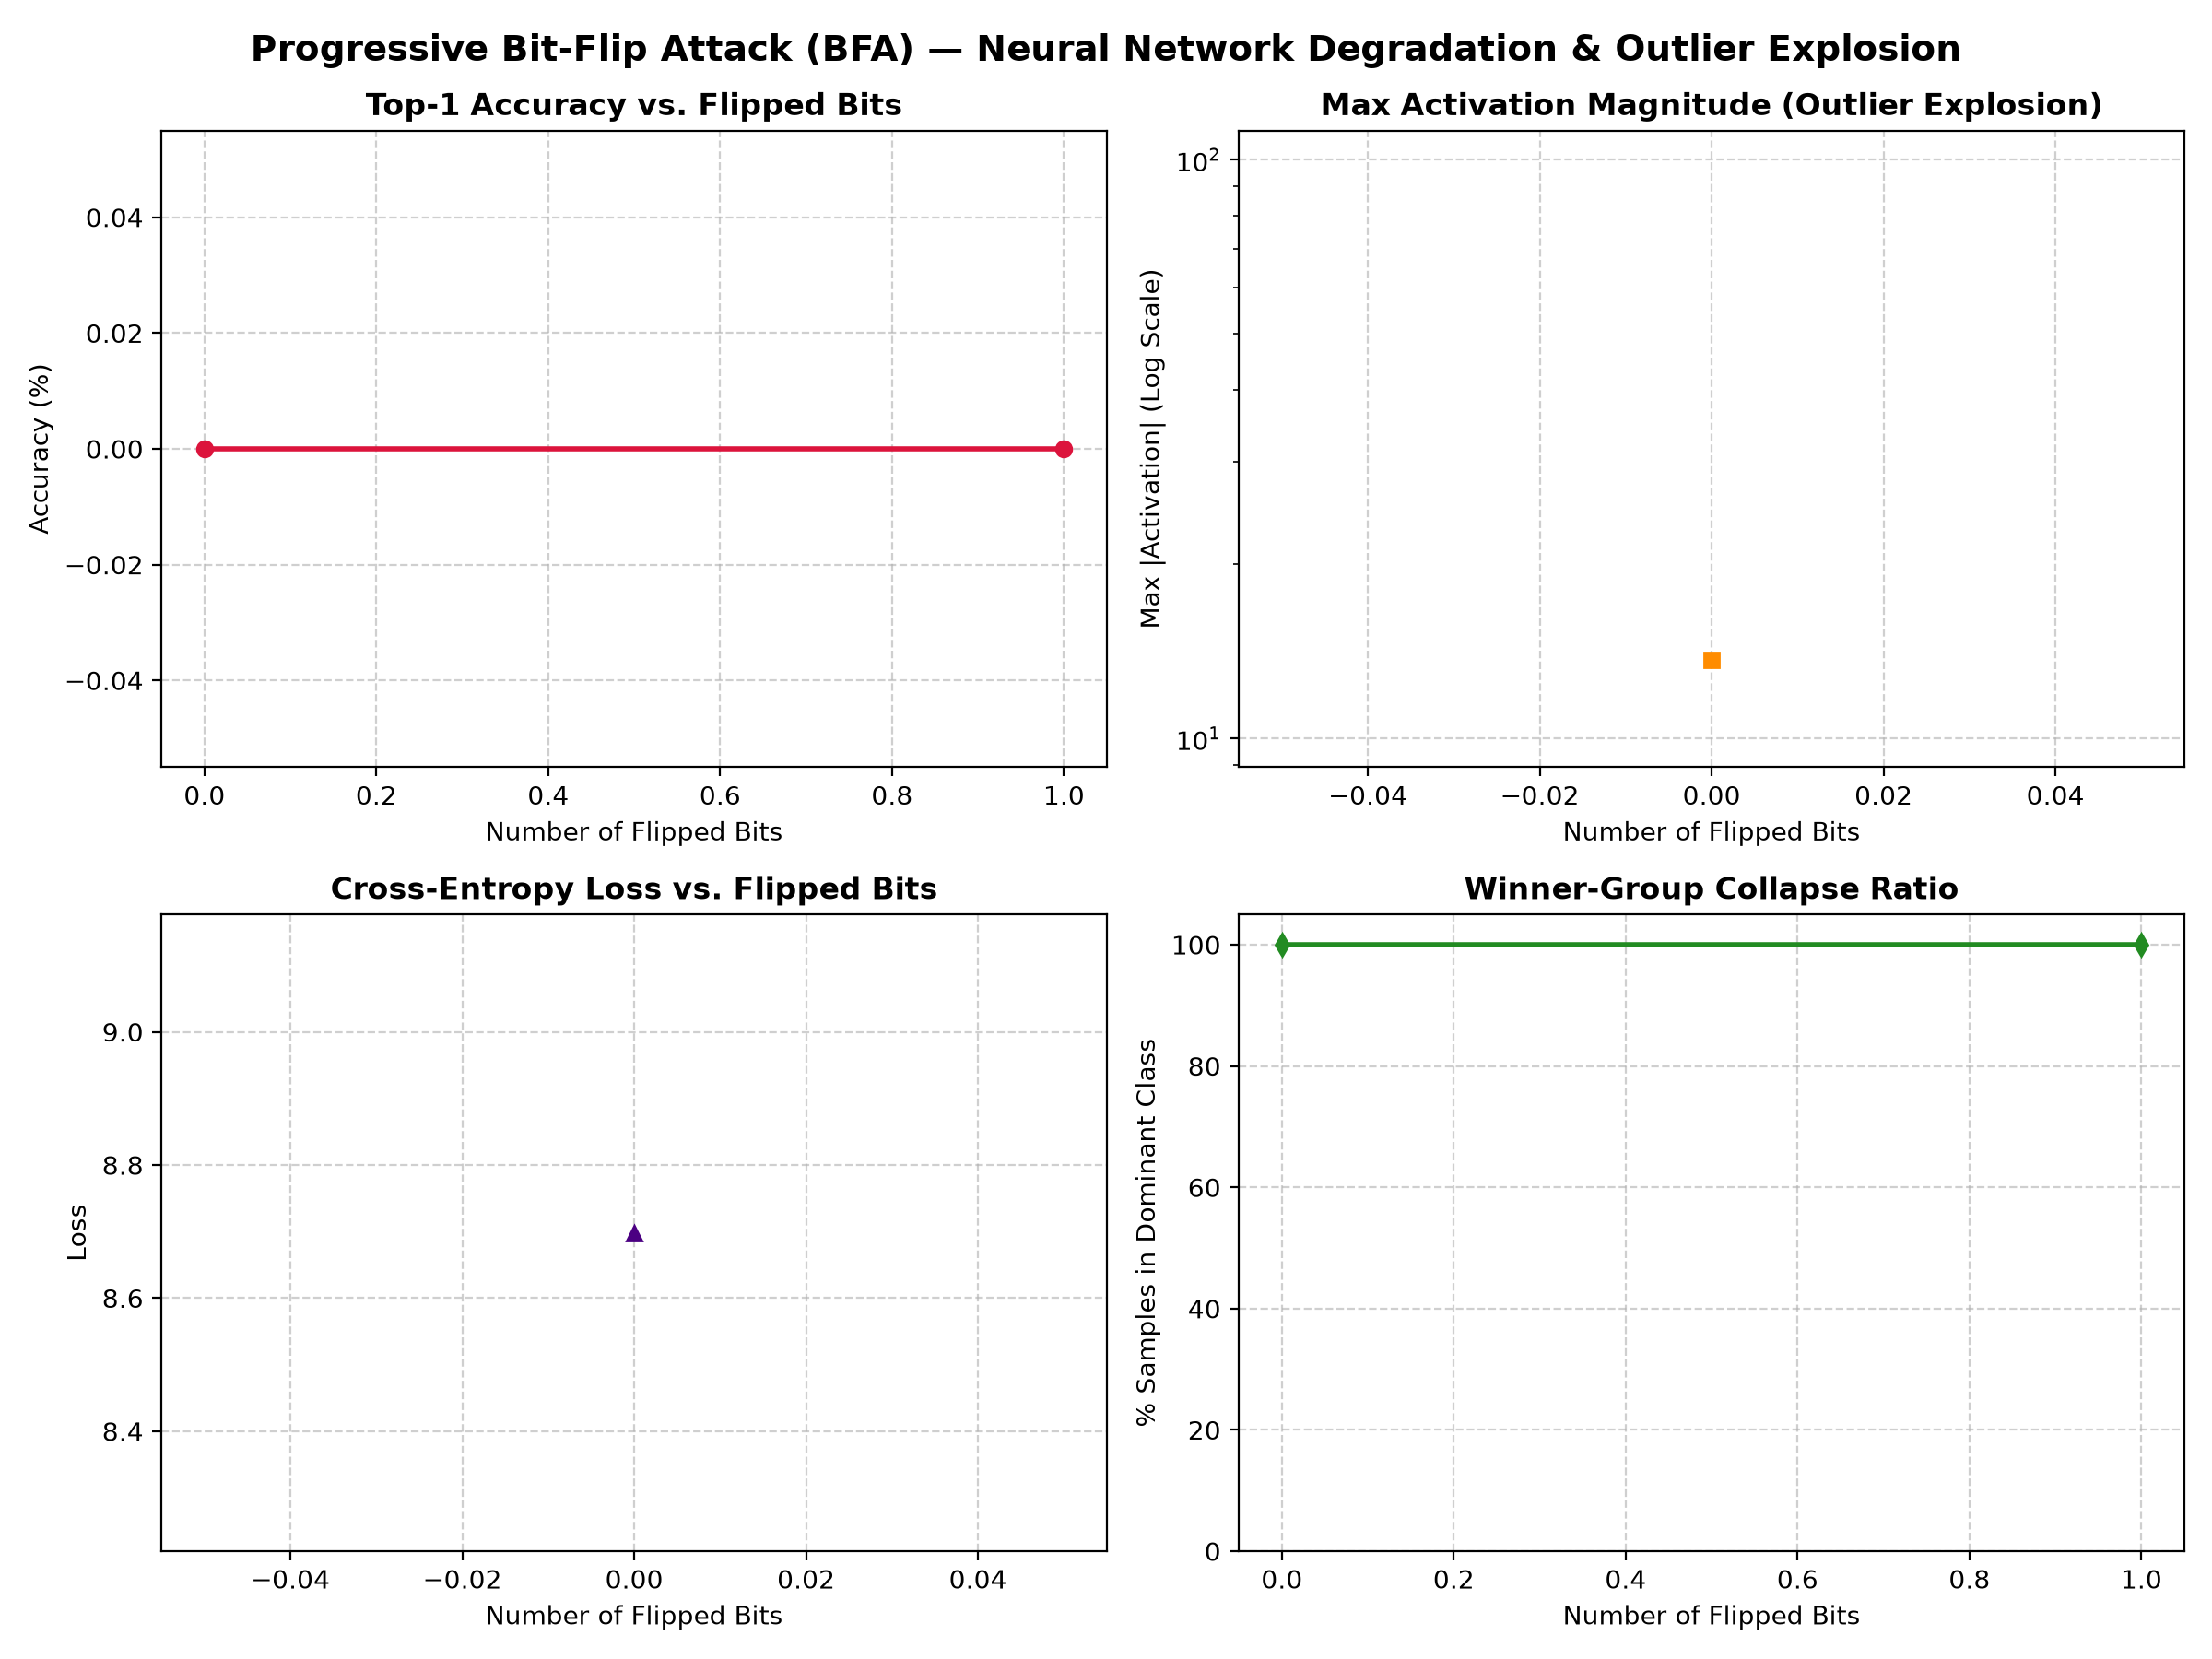 Progressive Bit-Flip Attack (BFA) — Neural Network Degradation & Outlier Explosion
Top-1 Accuracy vs. Flipped Bits
Accuracy (%)
0.04
0.02
0.00
−0.02
−0.04
0.0 0.2 0.4 0.6 0.8 1.0
Number of Flipped Bits
Max Activation Magnitude (Outlier Explosion)
Max |Activation| (Log Scale)
10²
10¹
−0.04 −0.02 0.00 0.02 0.04
Number of Flipped Bits
Cross-Entropy Loss vs. Flipped Bits
Loss
9.0
8.8
8.6
8.4
−0.04 −0.02 0.00 0.02 0.04
Number of Flipped Bits
Winner-Group Collapse Ratio
% Samples in Dominant Class
100
80
60
40
20
0
0.0 0.2 0.4 0.6 0.8 1.0
Number of Flipped Bits